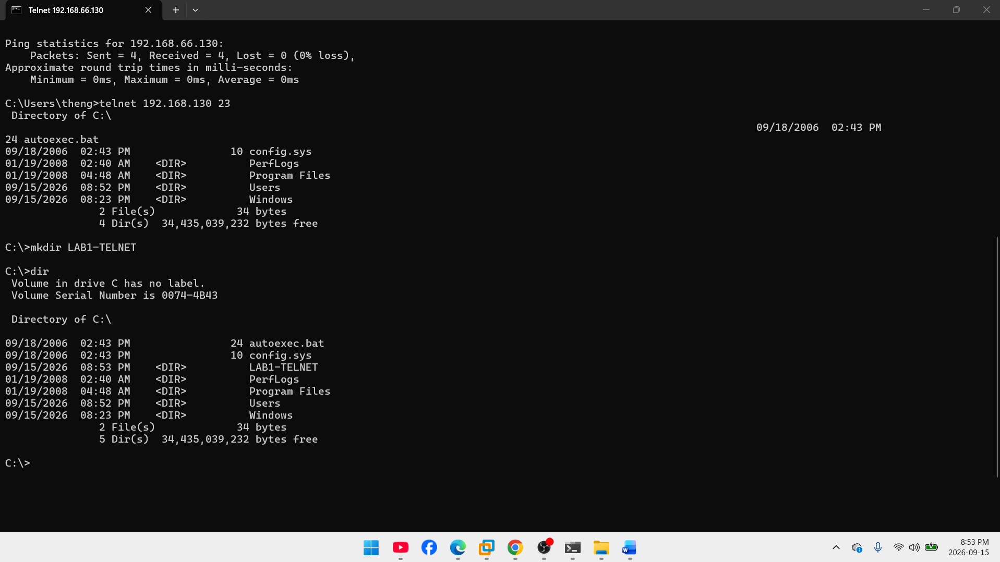 Telnet 192.168.66.130
Ping statistics for 192.168.66.130:
    Packets: Sent = 4, Received = 4, Lost = 0 (0% loss),
Approximate round trip times in milli-seconds:
    Minimum = 0ms, Maximum = 0ms, Average = 0ms
C:\Users\theng>telnet 192.168.130 23
 Directory of C:\
09/18/2006  02:43 PM
24 autoexec.bat
09/18/2006  02:43 PM                10 config.sys
01/19/2008  02:40 AM    <DIR>          PerfLogs
01/19/2008  04:48 AM    <DIR>          Program Files
09/15/2026  08:52 PM    <DIR>          Users
09/15/2026  08:23 PM    <DIR>          Windows
               2 File(s)             34 bytes
               4 Dir(s)  34,435,039,232 bytes free
C:\>mkdir LAB1-TELNET
C:\>dir
 Volume in drive C has no label.
 Volume Serial Number is 0074-4B43
 Directory of C:\
09/18/2006  02:43 PM                24 autoexec.bat
09/18/2006  02:43 PM                10 config.sys
09/15/2026  08:53 PM    <DIR>          LAB1-TELNET
01/19/2008  02:40 AM    <DIR>          PerfLogs
01/19/2008  04:48 AM    <DIR>          Program Files
09/15/2026  08:52 PM    <DIR>          Users
09/15/2026  08:23 PM    <DIR>          Windows
               2 File(s)             34 bytes
               5 Dir(s)  34,435,039,232 bytes free
C:\>
8:53 PM
2026-09-15